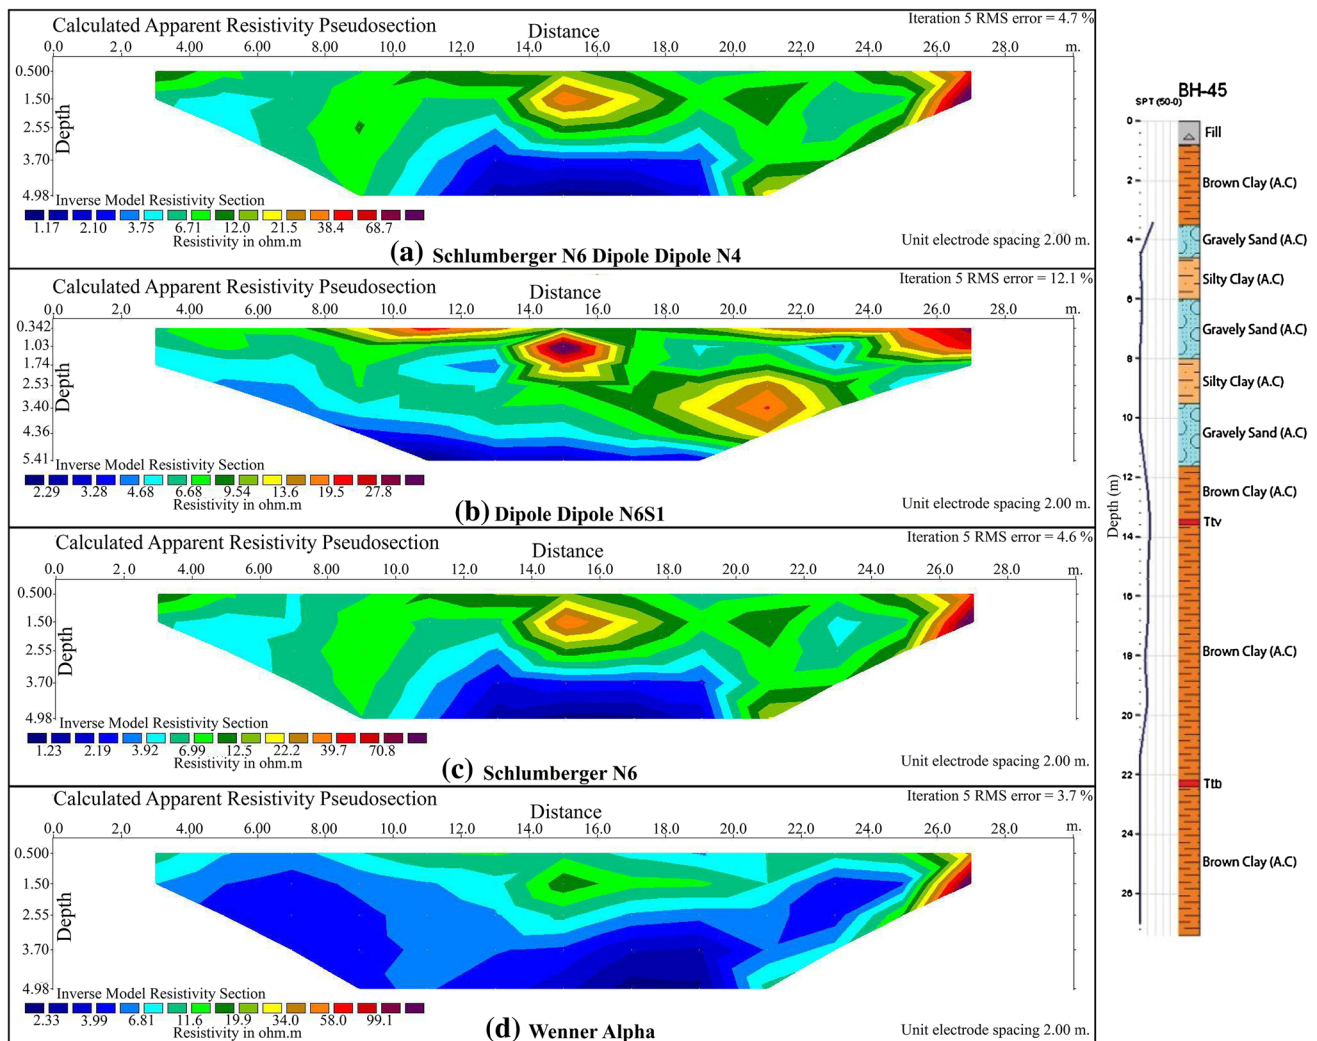 Calculated Apparent Resistivity Pseudosection
Distance
Iteration 5 RMS error = 4.7 %
0.0 2.0 4.00 6.00 8.00 10.0 12.0 14.0 16.0 18.0 20.0 22.0 24.0 26.0 28.0 m.
Depth
0.500
1.50
2.55
3.70
4.98
Inverse Model Resistivity Section
1.17 2.10 3.75 6.71 12.0 21.5 38.4 68.7
Resistivity in ohm.m
Unit electrode spacing 2.00 m.
(a) Schlumberger N6 Dipole Dipole N4
Calculated Apparent Resistivity Pseudosection
Distance
Iteration 5 RMS error = 12.1 %
0.0 2.0 4.00 6.00 8.00 10.0 12.0 14.0 16.0 18.0 20.0 22.0 24.0 26.0 28.0 m.
Depth
0.342
1.03
1.74
2.53
3.40
4.36
5.41
Inverse Model Resistivity Section
2.29 3.28 4.68 6.68 9.54 13.6 19.5 27.8
Resistivity in ohm.m
Unit electrode spacing 2.00 m.
(b) Dipole Dipole N6S1
Calculated Apparent Resistivity Pseudosection
Distance
Iteration 5 RMS error = 4.6 %
0.0 2.0 4.00 6.00 8.00 10.0 12.0 14.0 16.0 18.0 20.0 22.0 24.0 26.0 28.0 m.
Depth
0.500
1.50
2.55
3.70
4.98
Inverse Model Resistivity Section
1.23 2.19 3.92 6.99 12.5 22.2 39.7 70.8
Resistivity in ohm.m
Unit electrode spacing 2.00 m.
(c) Schlumberger N6
Calculated Apparent Resistivity Pseudosection
Distance
Iteration 5 RMS error = 3.7 %
0.0 2.0 4.00 6.00 8.00 10.0 12.0 14.0 16.0 18.0 20.0 22.0 24.0 26.0 28.0 m.
Depth
0.500
1.50
2.55
3.70
4.98
Inverse Model Resistivity Section
2.33 3.99 6.81 11.6 19.9 34.0 58.0 99.1
Resistivity in ohm.m
Unit electrode spacing 2.00 m.
(d) Wenner Alpha
BH-45
SPT (50-0)
Depth (m)
0
2
4
6
8
10
12
14
16
18
20
22
24
26
Fill
Brown Clay (A.C)
Gravely Sand (A.C)
Silty Clay (A.C)
Gravely Sand (A.C)
Silty Clay (A.C)
Gravely Sand (A.C)
Brown Clay (A.C)
Ttv
Brown Clay (A.C)
Ttb
Brown Clay (A.C)